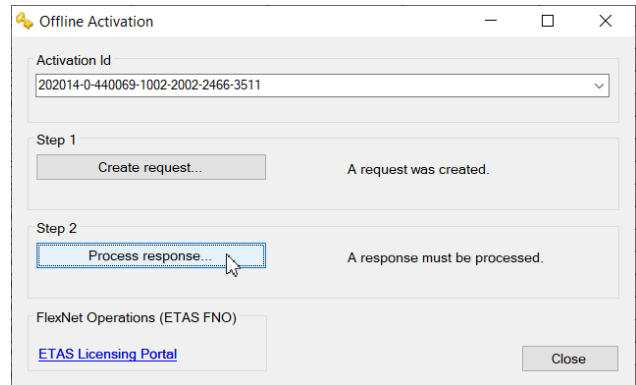 Offline Activation
Activation Id
202014-0-440069-1002-2002-2466-3511
Step 1
Create request...
A request was created.
Step 2
Process response...
A response must be processed.
FlexNet Operations (ETAS FNO)
ETAS Licensing Portal
Close